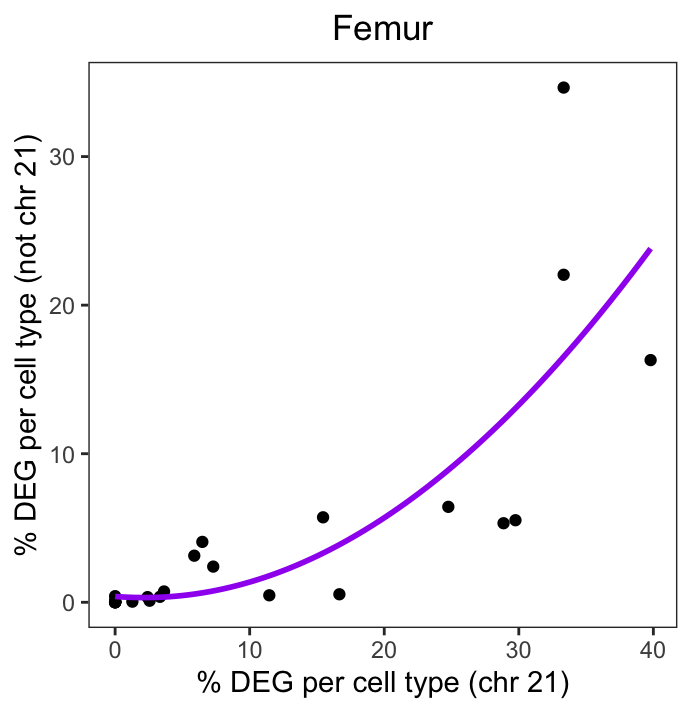 Femur
% DEG per cell type (not chr 21)
30
20
10
0
0 10 20 30 40
% DEG per cell type (chr 21)